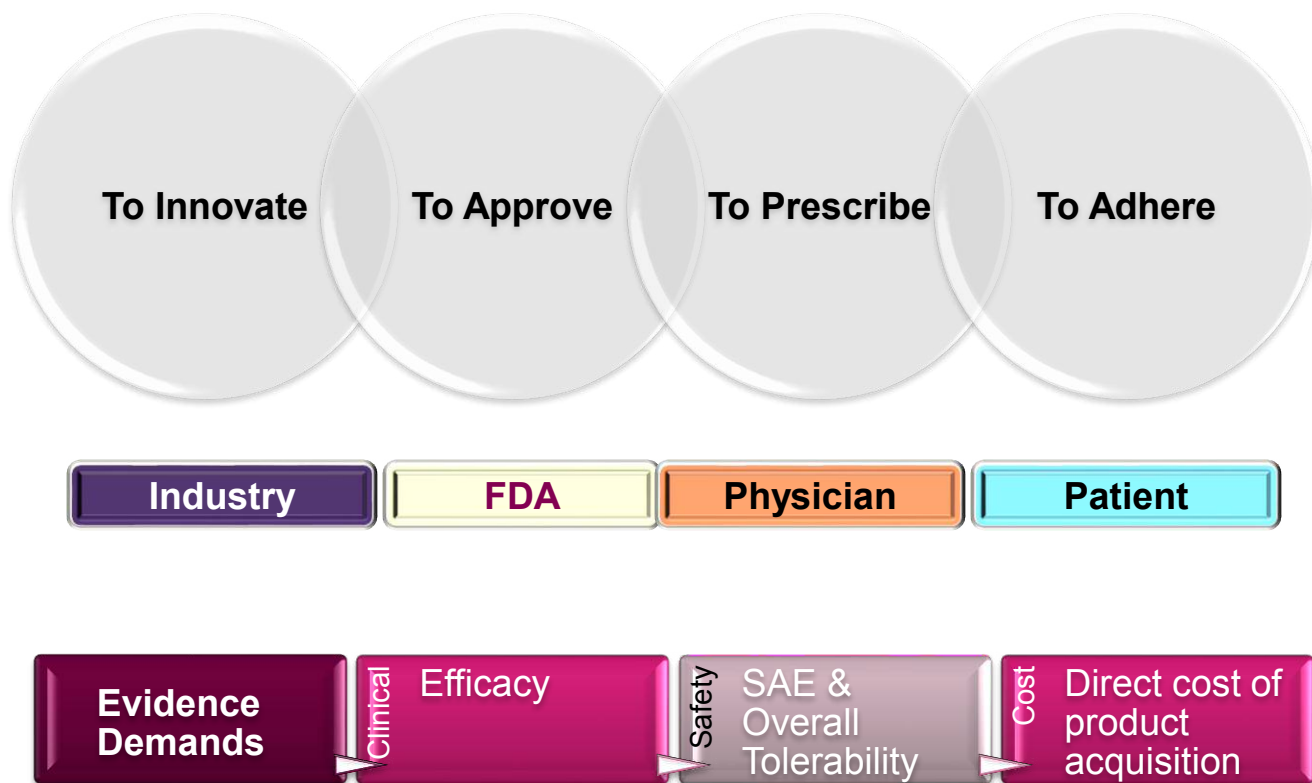 To Innovate
To Approve
To Prescribe
To Adhere
Industry
FDA
Physician
Patient
Evidence
Demands
Clinical
Efficacy
Safety
SAE &
Overall
Tolerability
Cost
Direct cost of
product
acquisition